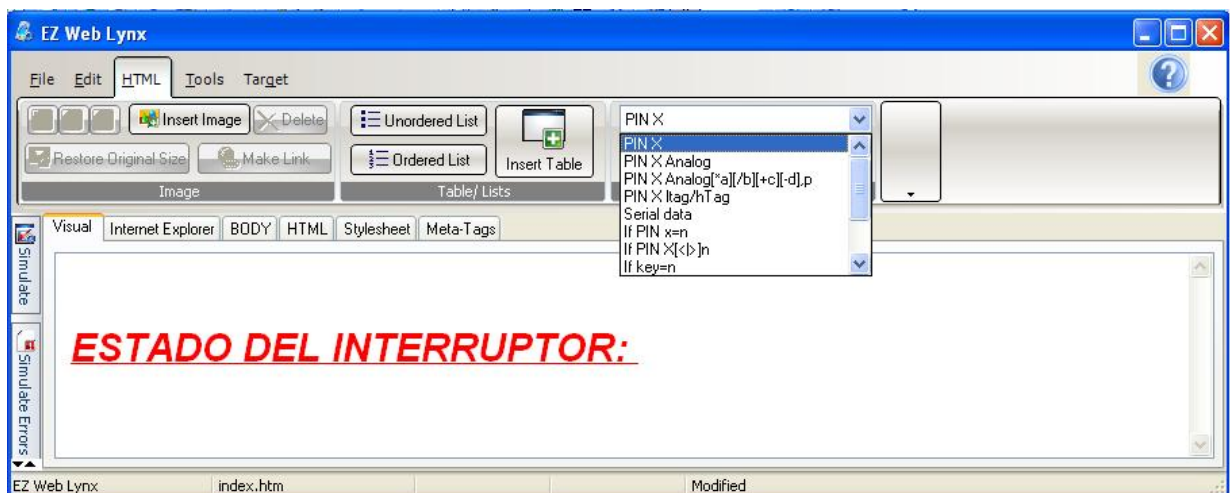 EZ Web Lynx
File Edit HTML Tools Target
Insert Image Delete
Unordered List
PIN X
Restore Original Size Make Link
Ordered List
Insert Table
Image
Table/ Lists
PIN X
PIN X Analog
PIN X Analog[*a][/b][+c][-d],p
PIN X ltag/hTag
Serial data
If PIN x=n
If PIN X[<|>]n
If key=n
Visual Internet Explorer BODY HTML Stylesheet Meta-Tags
Simulate
Simulate Errors
ESTADO DEL INTERRUPTOR:
EZ Web Lynx index.htm Modified